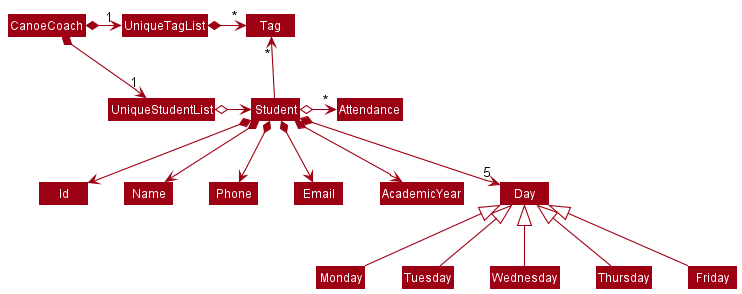 CanoeCoach 1 UniqueTagList * Tag
*
1
UniqueStudentList Student * Attendance
5
Id Name Phone Email AcademicYear Day
Monday Tuesday Wednesday Thursday Friday